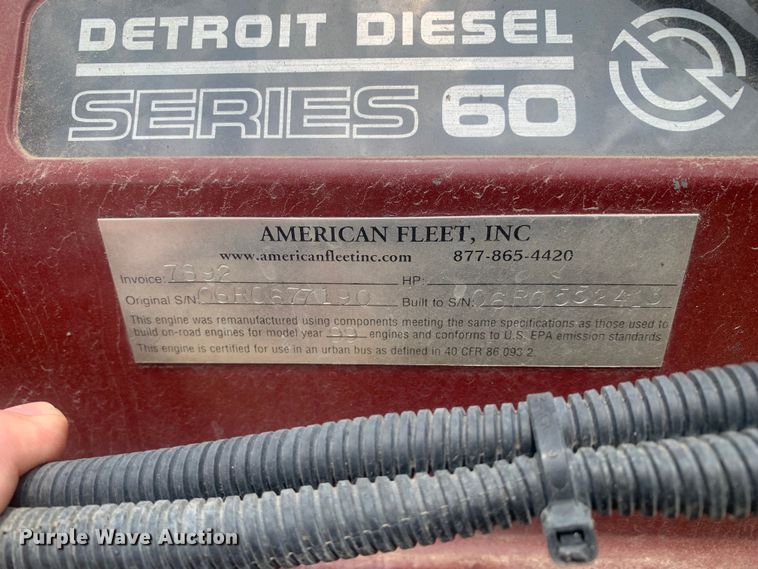 DETROIT DIESEL
SERIES 60
AMERICAN FLEET, INC
www.americanfleetinc.com 877-865-4420
Invoice: 7892 HP:
Original S/N: 06R0677190 Built to S/N:
This engine was remanufactured using components meeting the same specifications as those used to
build on-road engines for model year engines and conforms to U.S. EPA emission standards
This engine is certified for use in an urban bus as defined in 40 CFR 86 093 2
Purple Wave Auction